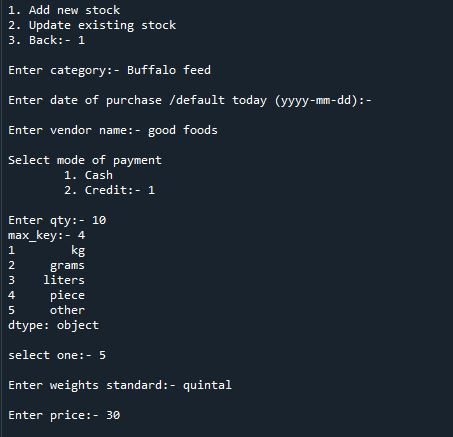 1. Add new stock
2. Update existing stock
3. Back:- 1
Enter category:- Buffalo feed
Enter date of purchase /default today (yyyy-mm-dd):-
Enter vendor name:- good foods
Select mode of payment
1. Cash
2. Credit:- 1
Enter qty:- 10
max_key:- 4
1 kg
2 grams
3 liters
4 piece
5 other
dtype: object
select one:- 5
Enter weights standard:- quintal
Enter price:- 30